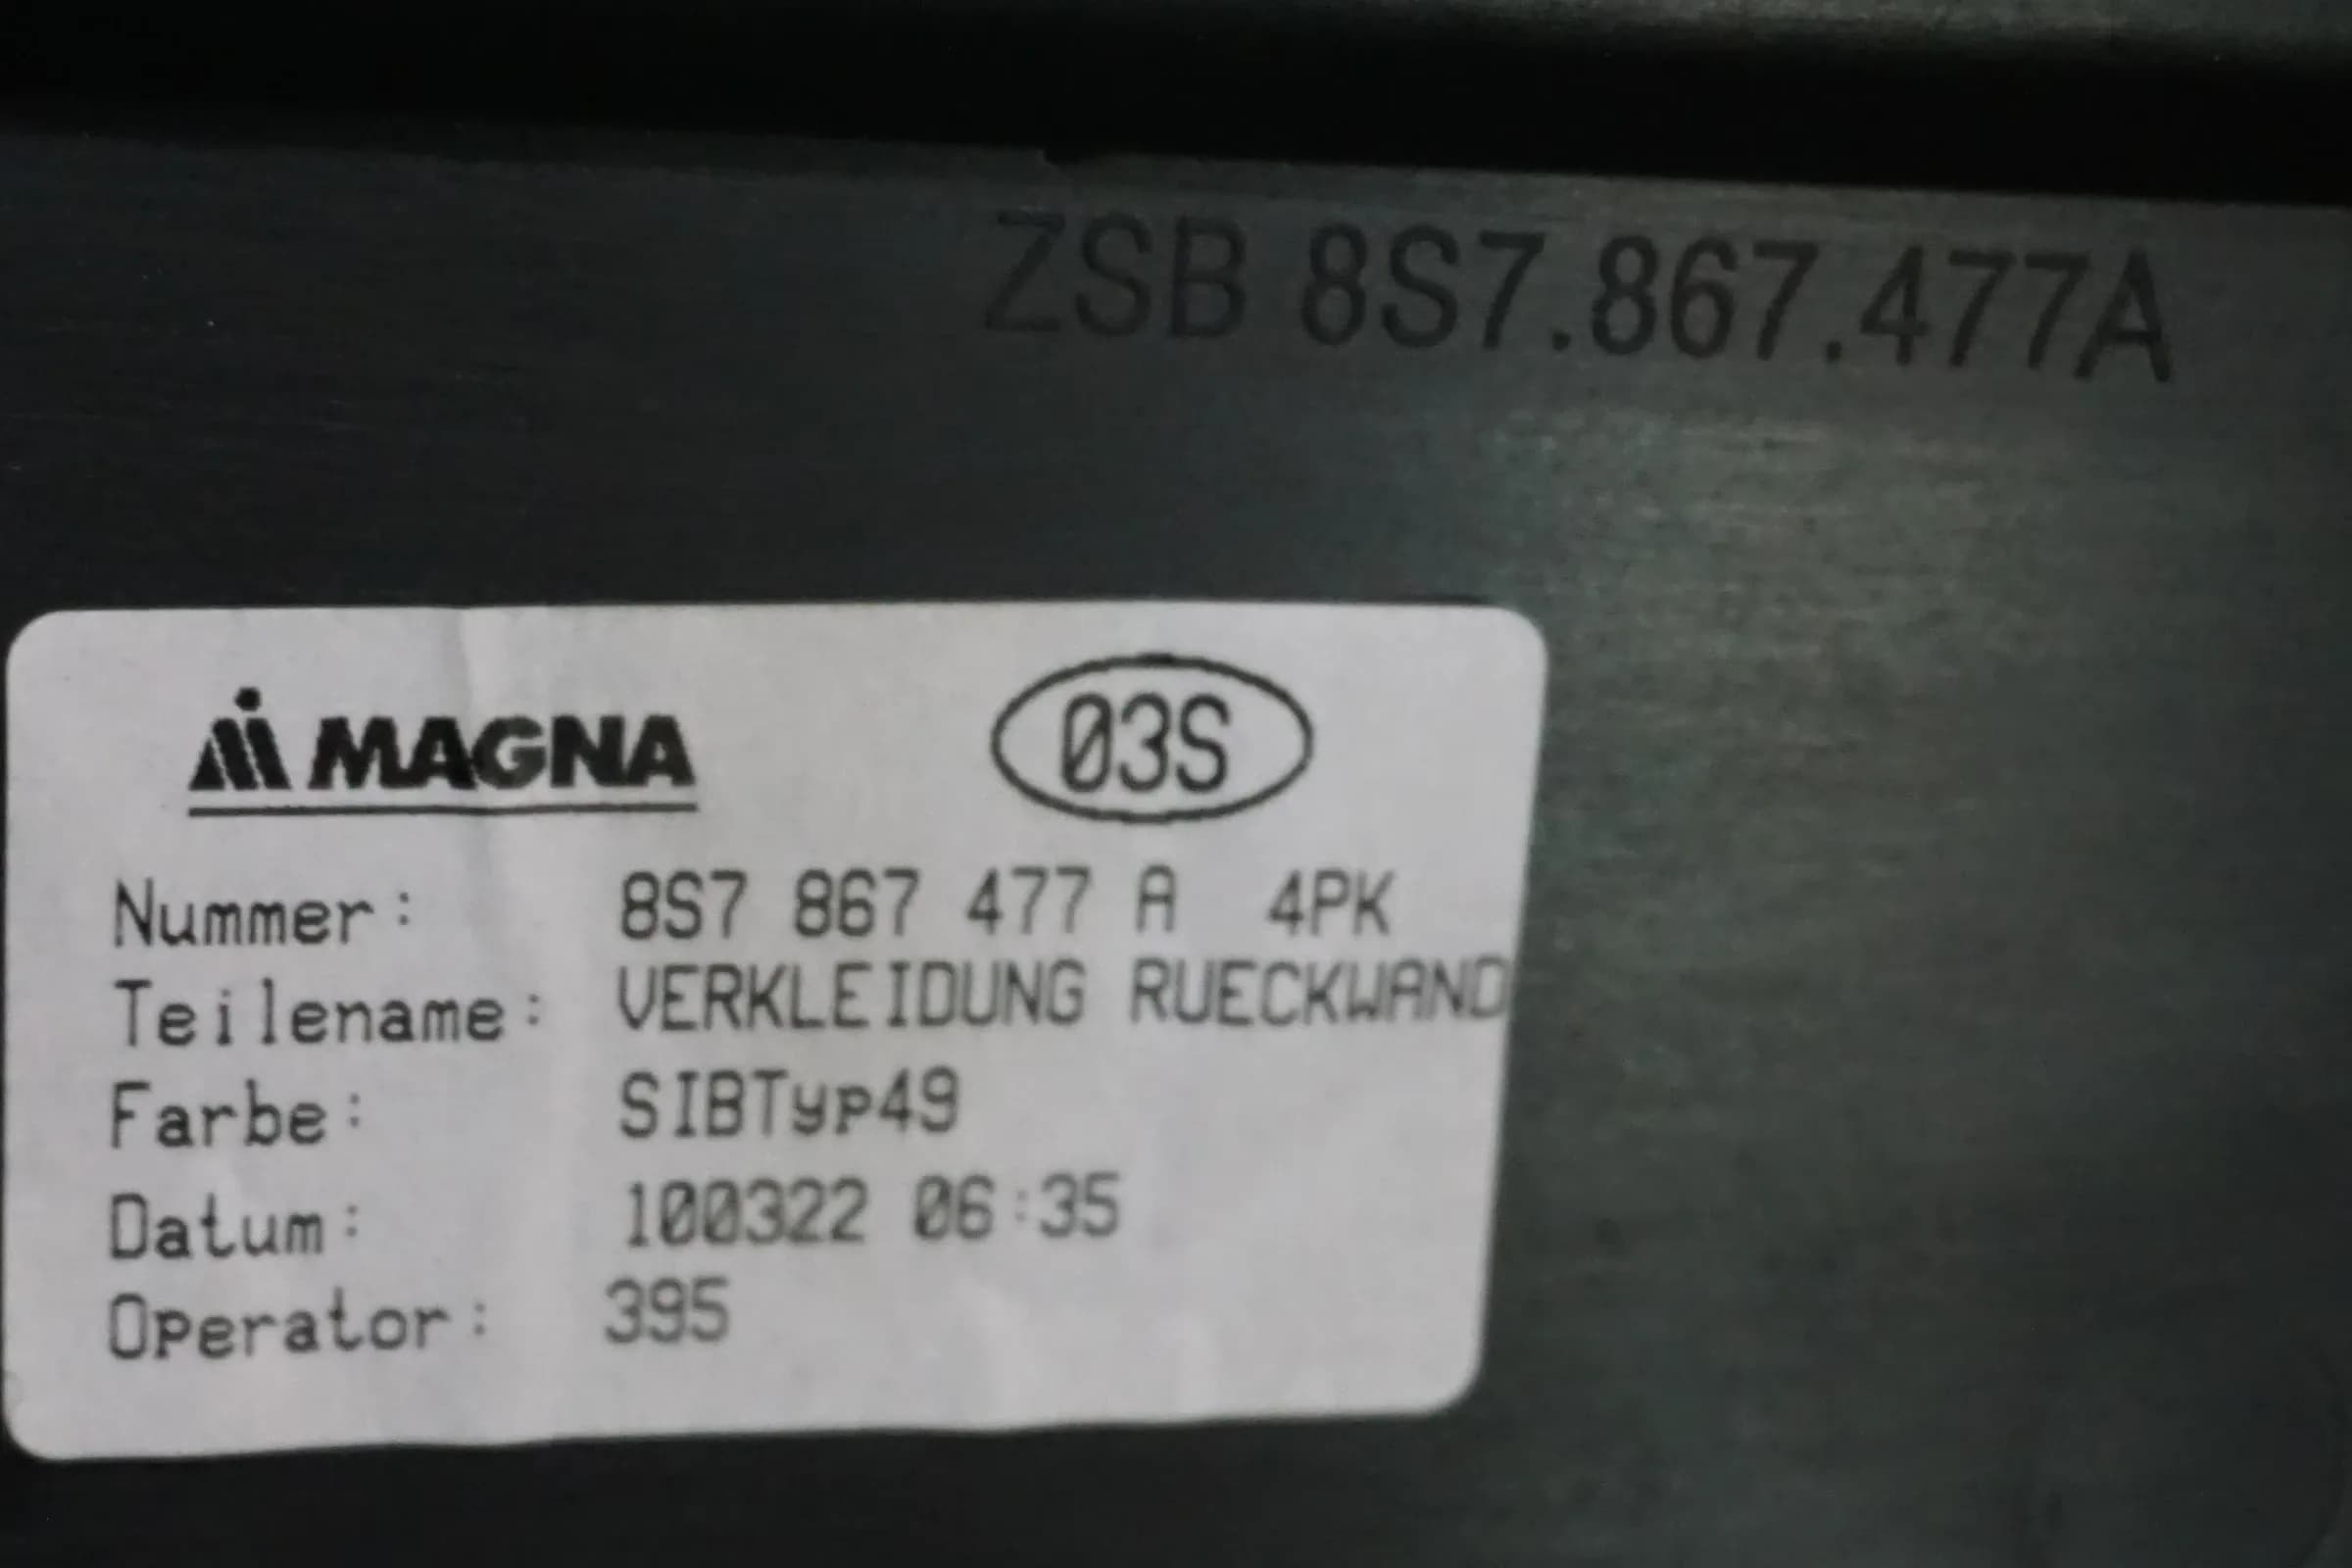 ZSB 8S7.867.477A
MAGNA 03S
Nummer: 8S7 867 477 A 4PK
Teilename: VERKLEIDUNG RUECKWAND
Farbe: SIBTyp49
Datum: 100322 06:35
Operator: 395